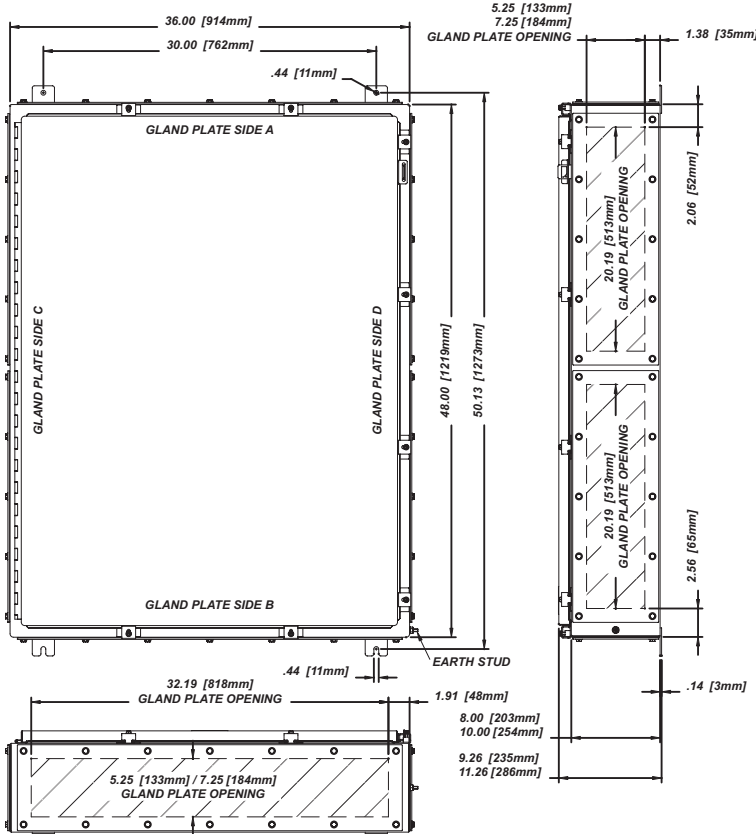 36.00 [914mm]
30.00 [762mm]
.44 [11mm]
GLAND PLATE SIDE A
GLAND PLATE SIDE C
GLAND PLATE SIDE D
48.00 [1219mm]
50.13 [1273mm]
GLAND PLATE SIDE B
EARTH STUD
.44 [11mm]
5.25 [133mm]
7.25 [184mm]
GLAND PLATE OPENING
1.38 [35mm]
2.06 [52mm]
20.19 [513mm]
GLAND PLATE OPENING
20.19 [513mm]
GLAND PLATE OPENING
2.56 [65mm]
.14 [3mm]
8.00 [203mm]
10.00 [254mm]
9.26 [235mm]
11.26 [286mm]
32.19 [818mm]
GLAND PLATE OPENING
1.91 [48mm]
5.25 [133mm] / 7.25 [184mm]
GLAND PLATE OPENING